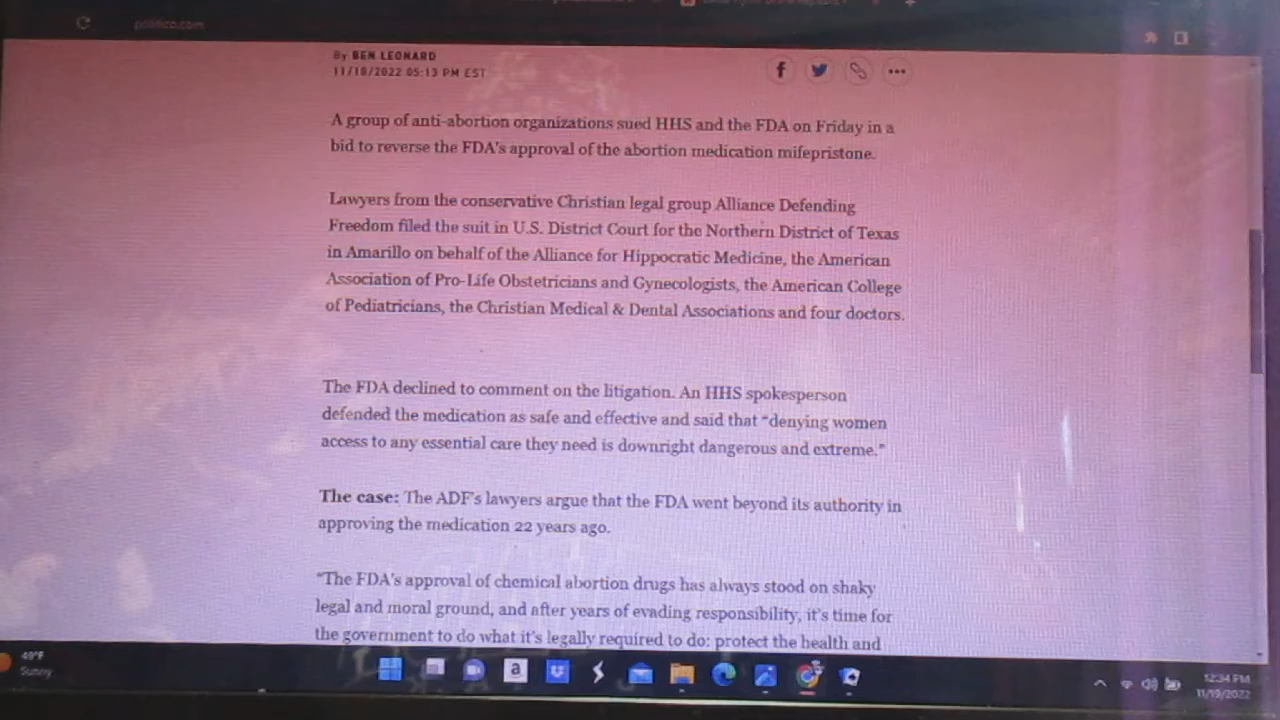 politico.com
By BEN LEONARD
11/18/2022 05:13 PM EST
A group of anti-abortion organizations sued HHS and the FDA on Friday in a
bid to reverse the FDA's approval of the abortion medication mifepristone.
Lawyers from the conservative Christian legal group Alliance Defending
Freedom filed the suit in U.S. District Court for the Northern District of Texas
in Amarillo on behalf of the Alliance for Hippocratic Medicine, the American
Association of Pro-Life Obstetricians and Gynecologists, the American College
of Pediatricians, the Christian Medical & Dental Associations and four doctors.
The FDA declined to comment on the litigation. An HHS spokesperson
defended the medication as safe and effective and said that “denying women
access to any essential care they need is downright dangerous and extreme.”
The case: The ADF's lawyers argue that the FDA went beyond its authority in
approving the medication 22 years ago.
“The FDA's approval of chemical abortion drugs has always stood on shaky
legal and moral ground, and after years of evading responsibility, it's time for
the government to do what it's legally required to do: protect the health and
49°F
Sunny
12:34 PM
11/19/2022